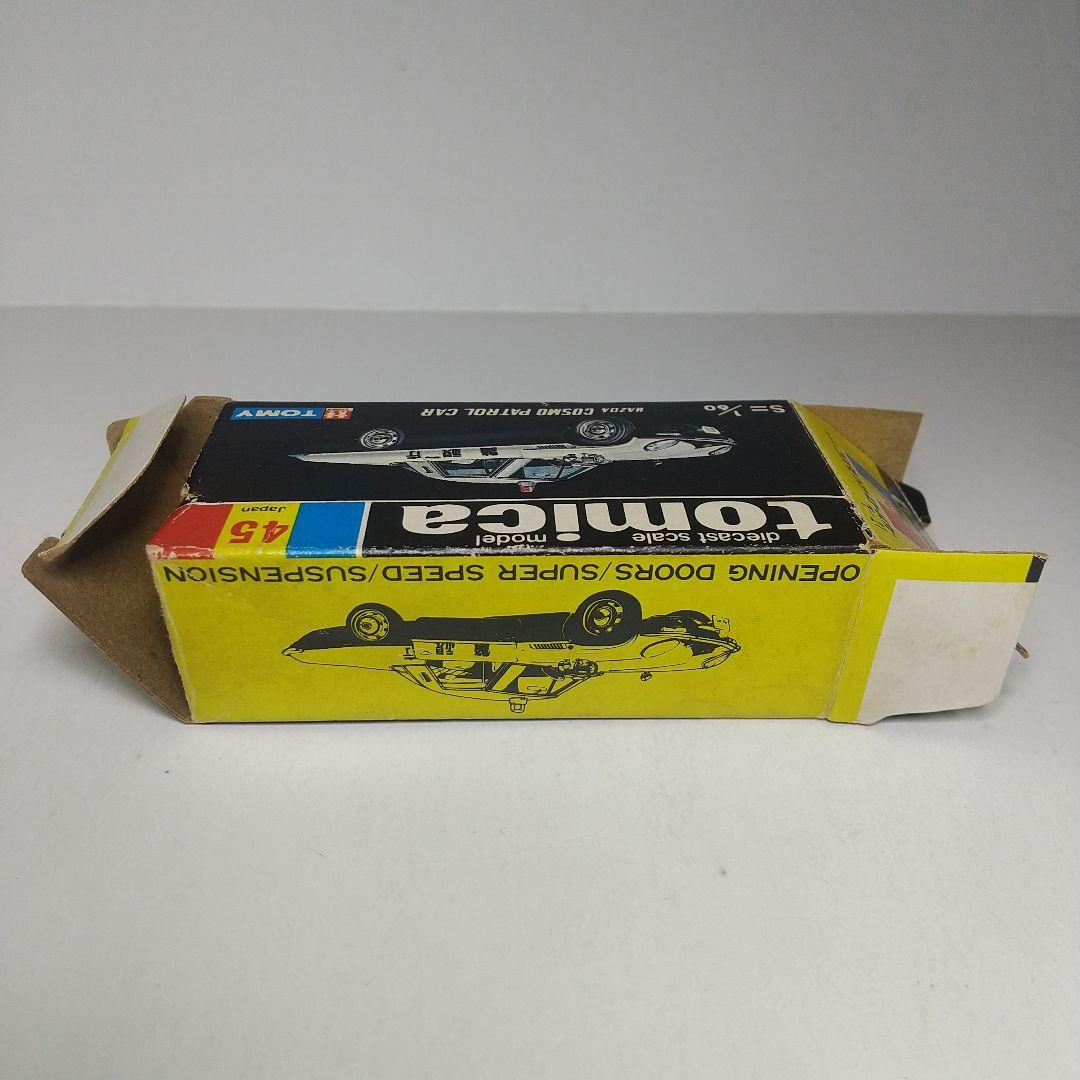 OPENING DOORS/SUPER SPEED/SUSPENSION
diecast scale model
tomica
45
Japan
S=1/60
MAZDA COSMO PATROL CAR
TOMY